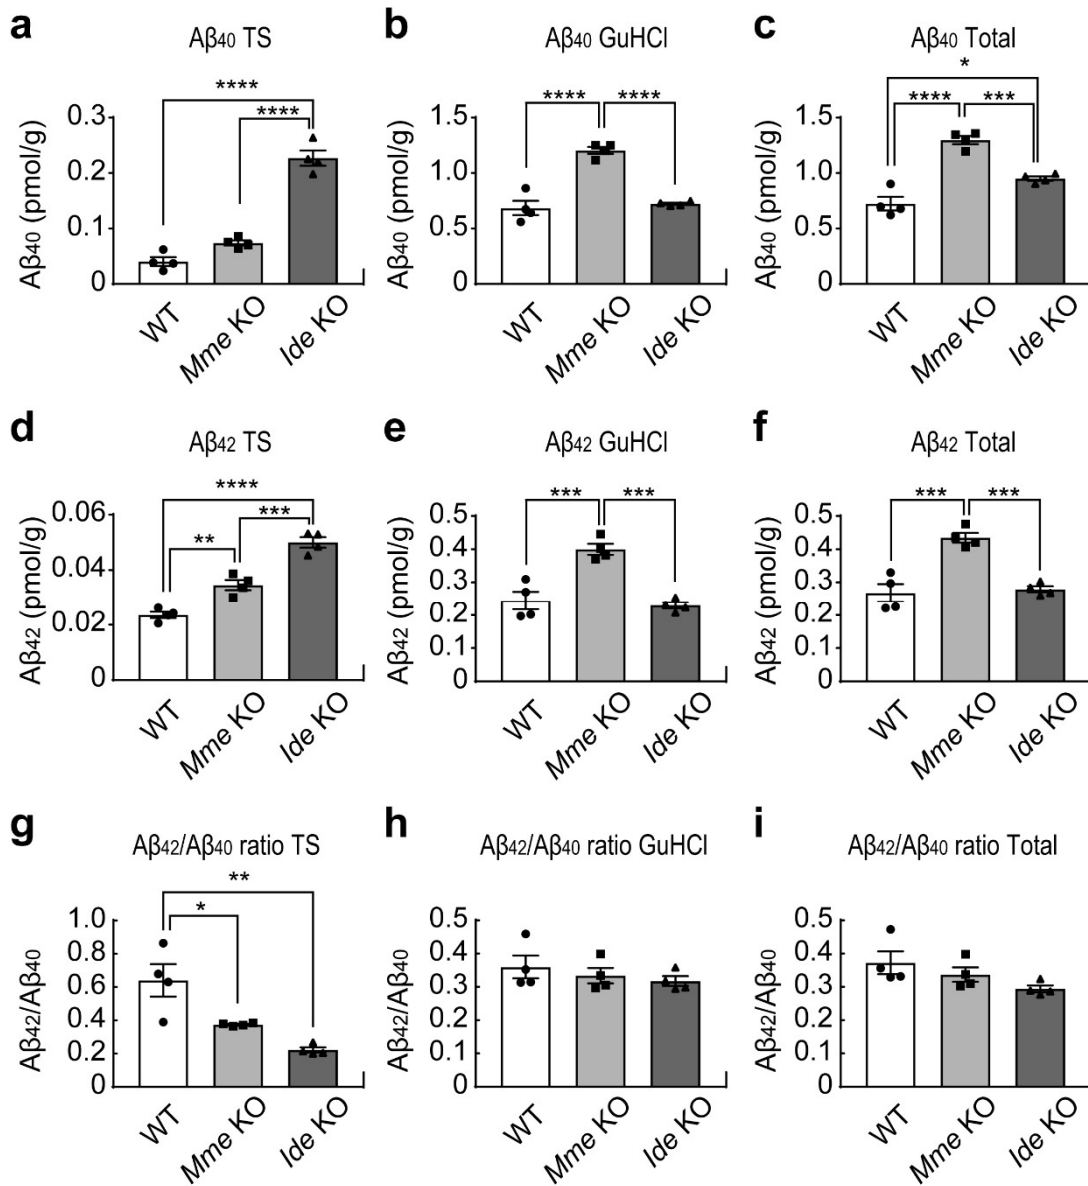 a
Aβ40 TS
****
****
Aβ40 (pmol/g)
0.3
0.2
0.1
0
WT
Mme KO
Ide KO
b
Aβ40 GuHCl
****
****
Aβ40 (pmol/g)
1.5
1.0
0.5
0
WT
Mme KO
Ide KO
c
Aβ40 Total
*
****
***
Aβ40 (pmol/g)
1.5
1.0
0.5
0
WT
Mme KO
Ide KO
d
Aβ42 TS
****
***
**
Aβ42 (pmol/g)
0.06
0.04
0.02
0
WT
Mme KO
Ide KO
e
Aβ42 GuHCl
***
***
Aβ42 (pmol/g)
0.5
0.4
0.3
0.2
0.1
0
WT
Mme KO
Ide KO
f
Aβ42 Total
***
***
Aβ42 (pmol/g)
0.5
0.4
0.3
0.2
0.1
0
WT
Mme KO
Ide KO
g
Aβ42/Aβ40 ratio TS
**
*
Aβ42/Aβ40
1.0
0.8
0.6
0.4
0.2
0
WT
Mme KO
Ide KO
h
Aβ42/Aβ40 ratio GuHCl
Aβ42/Aβ40
0.5
0.4
0.3
0.2
0.1
0
WT
Mme KO
Ide KO
i
Aβ42/Aβ40 ratio Total
Aβ42/Aβ40
0.5
0.4
0.3
0.2
0.1
0
WT
Mme KO
Ide KO